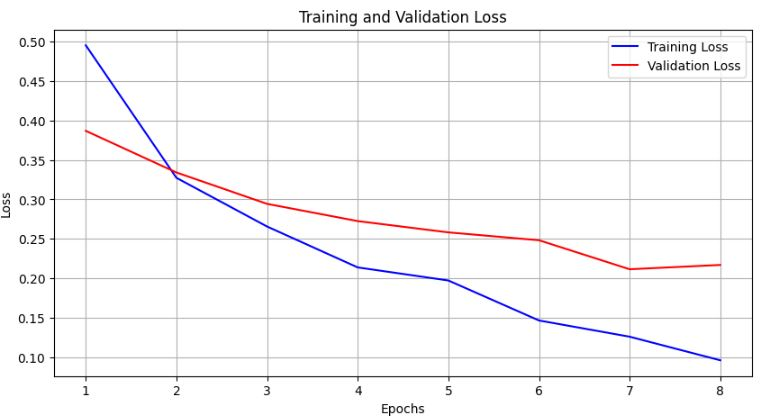 Training and Validation Loss
Training Loss
Validation Loss
Loss
0.50
0.45
0.40
0.35
0.30
0.25
0.20
0.15
0.10
1 2 3 4 5 6 7 8
Epochs